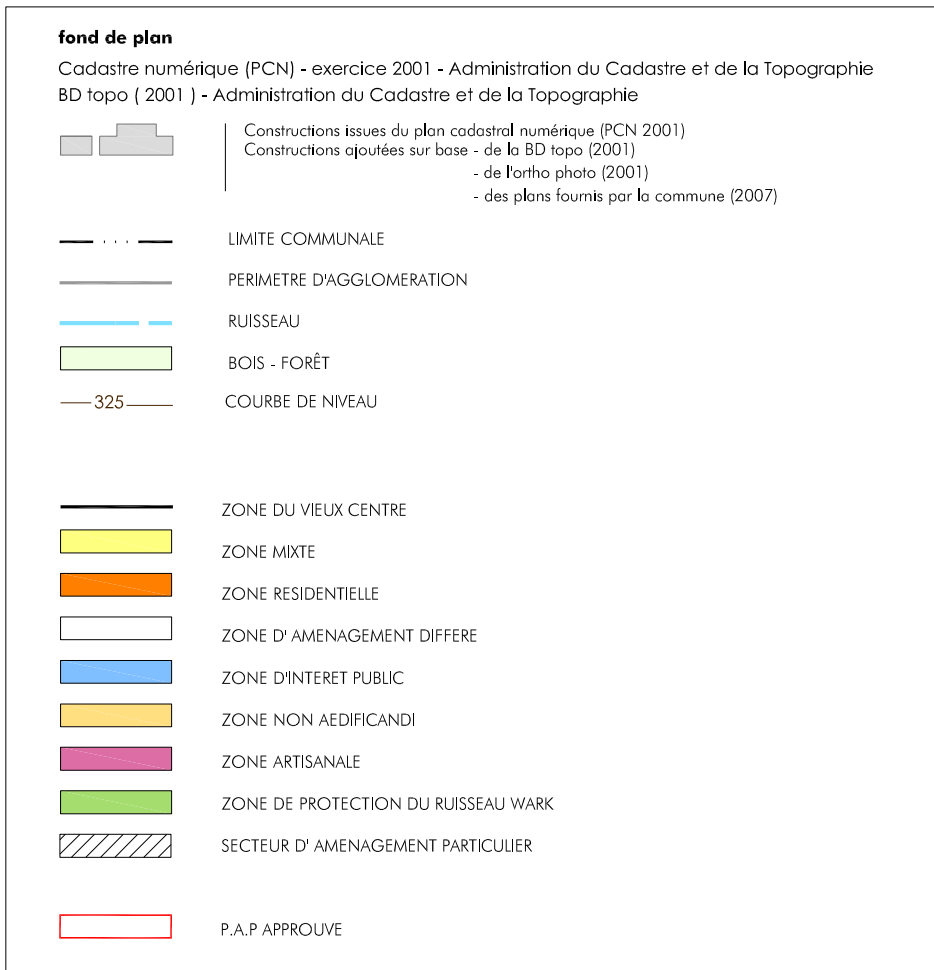 fond de plan
Cadastre numérique (PCN) - exercice 2001 - Administration du Cadastre et de la Topographie
BD topo ( 2001 ) - Administration du Cadastre et de la Topographie
Constructions issues du plan cadastral numérique (PCN 2001)
Constructions ajoutées sur base - de la BD topo (2001)
- de l'ortho photo (2001)
- des plans fournis par la commune (2007)
LIMITE COMMUNALE
PERIMETRE D'AGGLOMERATION
RUISSEAU
BOIS - FORÊT
325 COURBE DE NIVEAU
ZONE DU VIEUX CENTRE
ZONE MIXTE
ZONE RESIDENTIELLE
ZONE D' AMENAGEMENT DIFFERE
ZONE D'INTERET PUBLIC
ZONE NON AEDIFICANDI
ZONE ARTISANALE
ZONE DE PROTECTION DU RUISSEAU WARK
SECTEUR D' AMENAGEMENT PARTICULIER
P.A.P APPROUVE